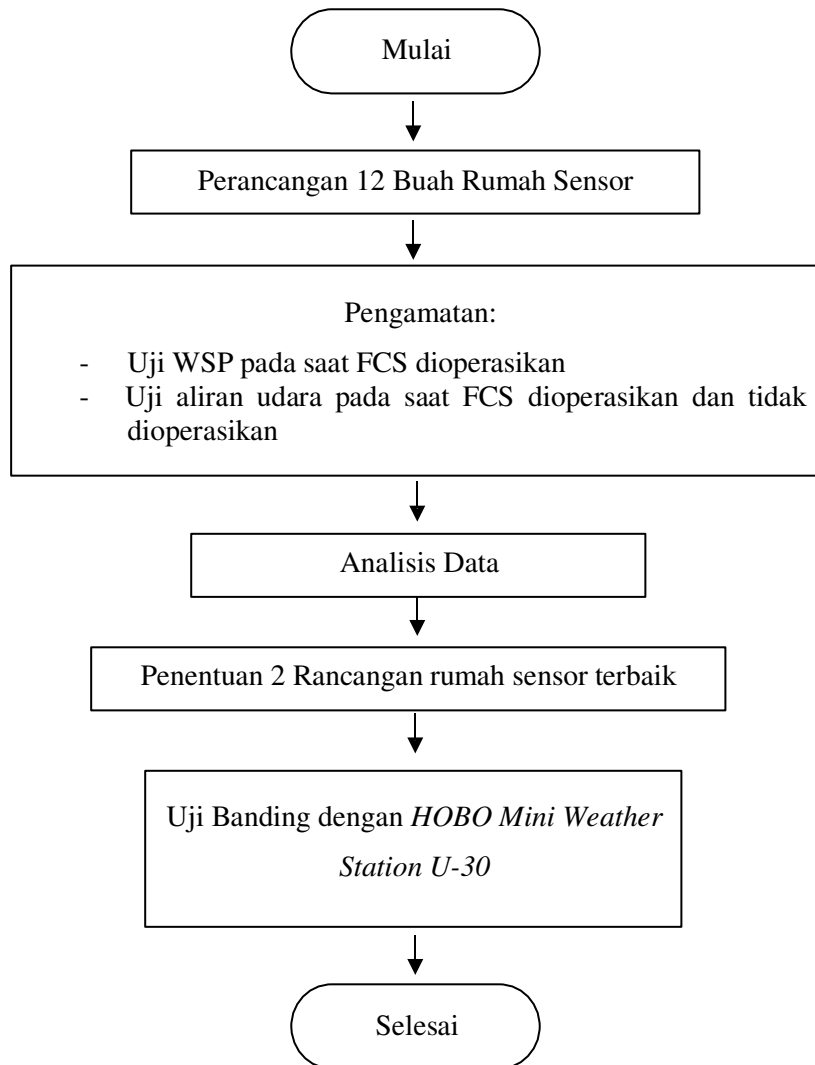 Mulai
Perancangan 12 Buah Rumah Sensor
Pengamatan:
- Uji WSP pada saat FCS dioperasikan
- Uji aliran udara pada saat FCS dioperasikan dan tidak
dioperasikan
Analisis Data
Penentuan 2 Rancangan rumah sensor terbaik
Uji Banding dengan HOBO Mini Weather
Station U-30
Selesai